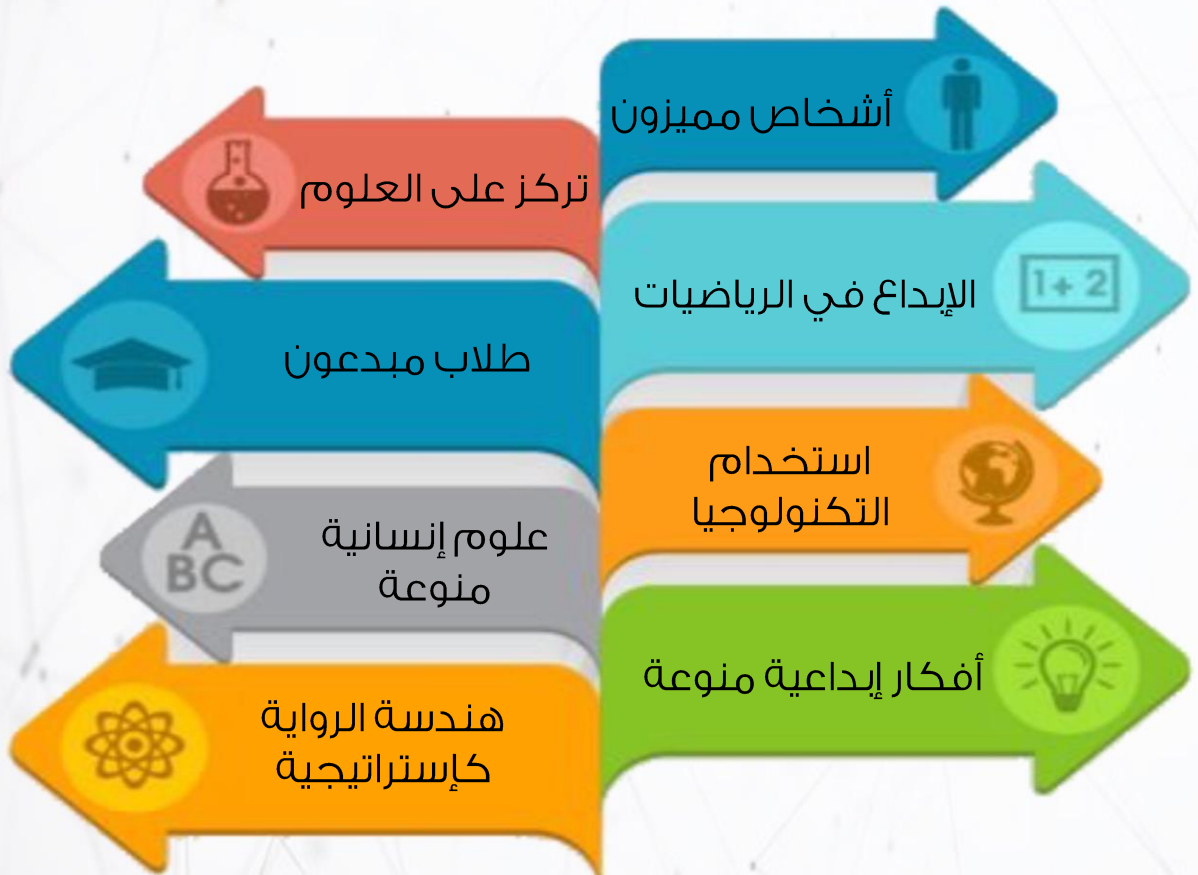 أشخاص مميزون
تركز على العلوم
الإبداع في الرياضيات
1+ 2
طلاب مبدعون
استخدام
التكنولوجيا
علوم إنسانية
منوعة
A
BC
أفكار إبداعية منوعة
هندسة الرواية
كإستراتيجية